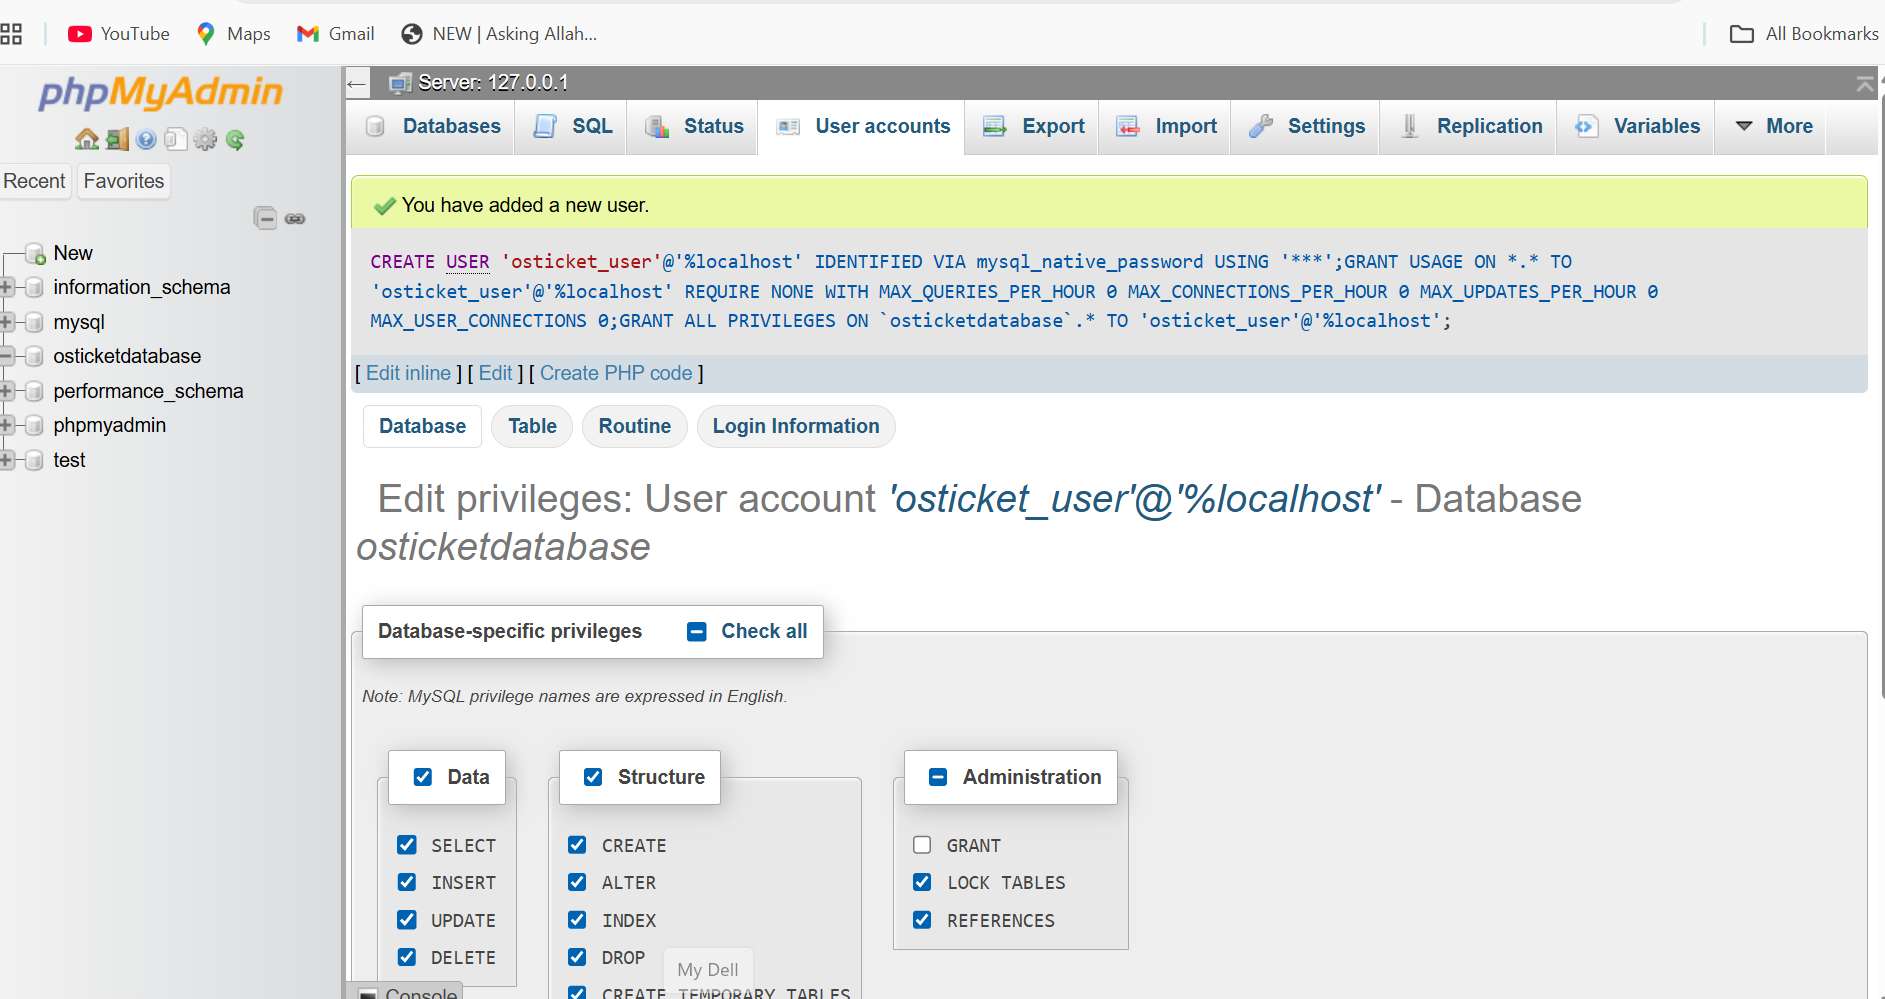 YouTube
Maps
Gmail
NEW | Asking Allah...
All Bookmarks
phpMyAdmin
Recent
Favorites
New
information_schema
mysql
osticketdatabase
performance_schema
phpmyadmin
test
Server: 127.0.0.1
Databases
SQL
Status
User accounts
Export
Import
Settings
Replication
Variables
More
You have added a new user.
CREATE USER 'osticket_user'@'%localhost' IDENTIFIED VIA mysql_native_password USING '***';GRANT USAGE ON *.* TO
'osticket_user'@'%localhost' REQUIRE NONE WITH MAX_QUERIES_PER_HOUR 0 MAX_CONNECTIONS_PER_HOUR 0 MAX_UPDATES_PER_HOUR 0
MAX_USER_CONNECTIONS 0;GRANT ALL PRIVILEGES ON `osticketdatabase`.* TO 'osticket_user'@'%localhost';
[ Edit inline ] [ Edit ] [ Create PHP code ]
Database
Table
Routine
Login Information
Edit privileges: User account 'osticket_user'@'%localhost' - Database
osticketdatabase
Database-specific privileges
Check all
Note: MySQL privilege names are expressed in English.
Data
SELECT
INSERT
UPDATE
DELETE
Structure
CREATE
ALTER
INDEX
DROP
CREATE TEMPORARY TABLES
Administration
GRANT
LOCK TABLES
REFERENCES
My Dell
Console